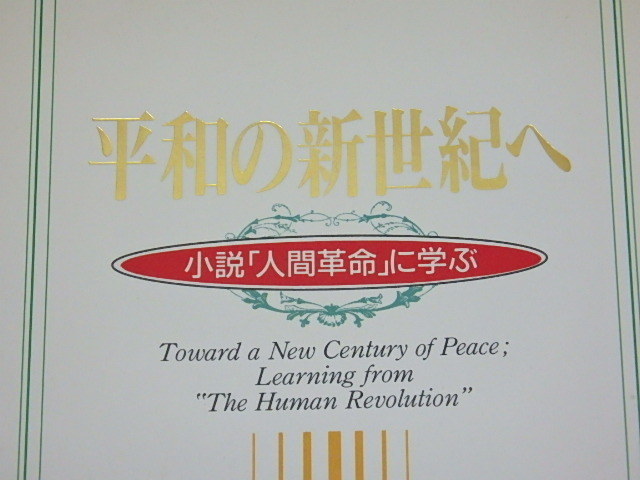 平和の新世紀へ
小説「人間革命」に学ぶ
Toward a New Century of Peace;
Learning from
"The Human Revolution"